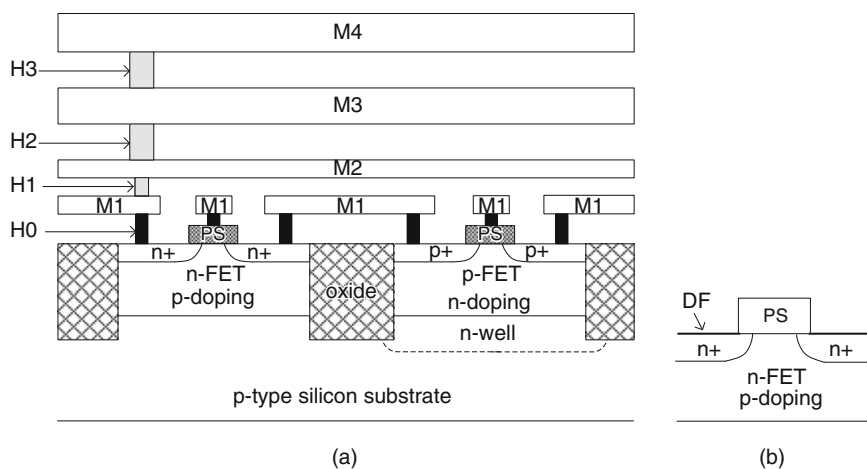 M4
H3
M3
H2
M2
H1
M1 M1 M1 M1 M1
H0
PS PS
n+ n+ p+ p+
n-FET
p-doping
oxide
p-FET
n-doping
n-well
p-type silicon substrate
(a)
DF
PS
n+ n+
n-FET
p-doping
(b)